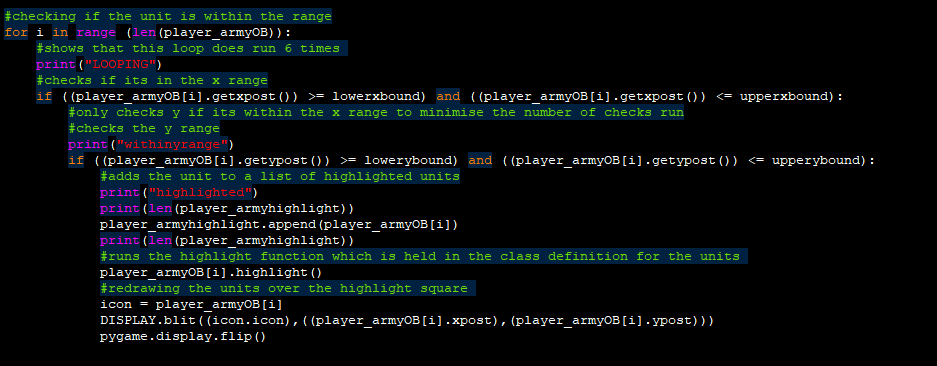 #checking if the unit is within the range
for i in range (len(player_armyOB)):
    #shows that this loop does run 6 times
    print("LOOPING")
    #checks if its in the x range
    if ((player_armyOB[i].getxpost()) >= lowerxbound) and ((player_armyOB[i].getxpost()) <= upperxbound):
        #only checks y if its within the x range to minimise the number of checks run
        #checks the y range
        print("withinyrange")
        if ((player_armyOB[i].getypost()) >= lowerybound) and ((player_armyOB[i].getypost()) <= upperybound):
            #adds the unit to a list of highlighted units
            print("highlighted")
            print(len(player_armyhighlight))
            player_armyhighlight.append(player_armyOB[i])
            print(len(player_armyhighlight))
            #runs the highlight function which is held in the class definition for the units
            player_armyOB[i].highlight()
            #redrawing the units over the highlight square
            icon = player_armyOB[i]
            DISPLAY.blit((icon.icon),((player_armyOB[i].xpost),(player_armyOB[i].ypost)))
            pygame.display.flip()